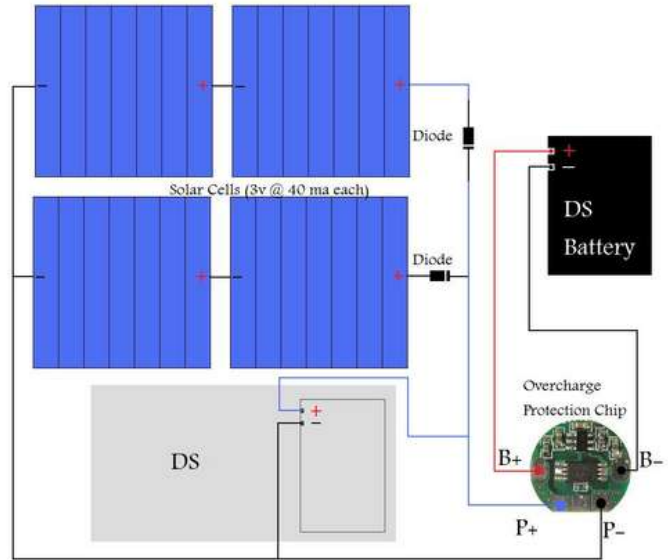 - + - +
Diode
+
-
DS
Battery
Solar Cells (3v @ 40 ma each)
- + - +
Diode
+
-
DS
Overcharge
Protection Chip
B+
B-
P+
P-